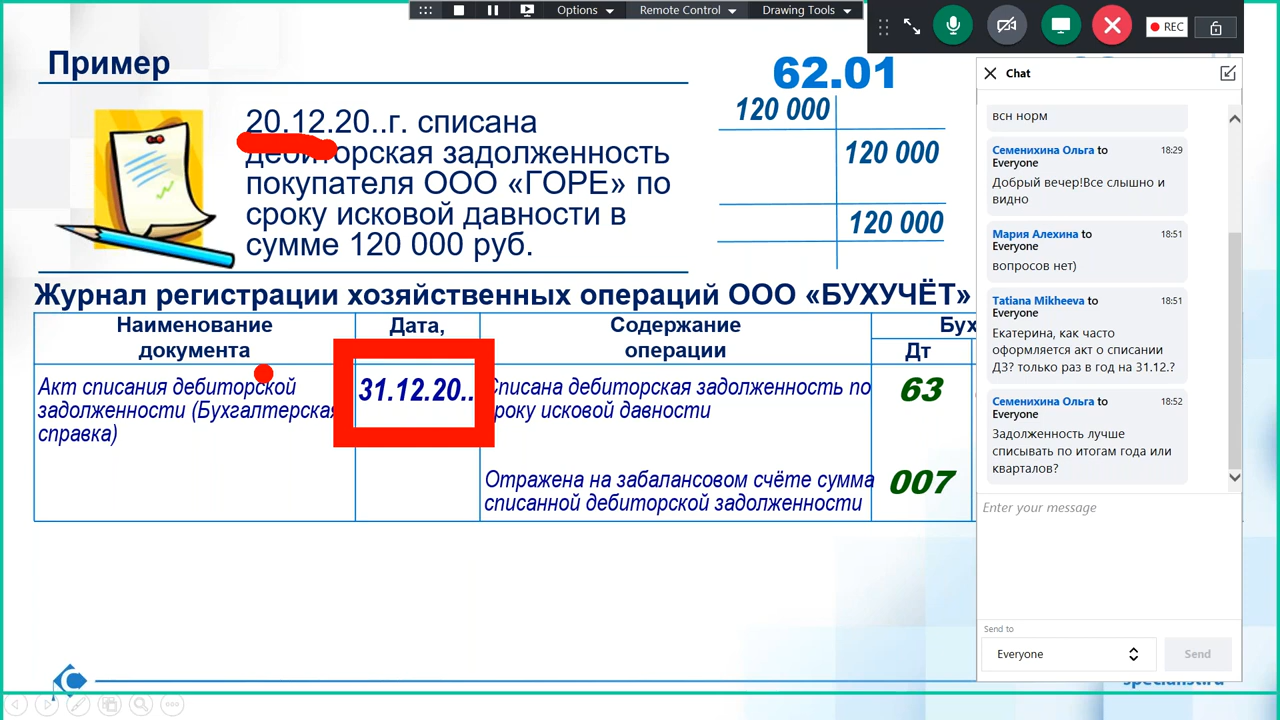 Options
Remote Control
Drawing Tools
REC
Пример
20.12.20..г. списана
дебиторская задолженность
покупателя ООО «ГОРЕ» по
сроку исковой давности в
сумме 120 000 руб.
62.01
120 000
120 000
120 000
Журнал регистрации хозяйственных операций ООО «БУХУЧЁТ»
Наименование
документа
Дата,
Содержание
операции
Бух
Дт
Акт списания дебиторской
задолженности (Бухгалтерская
справка)
31.12.20..
Списана дебиторская задолженность по
сроку исковой давности
63
Отражена на забалансовом счёте сумма
списанной дебиторской задолженности
007
Chat
всн норм
Семенихина Ольга to
Everyone
18:29
Добрый вечер!Все слышно и
видно
Мария Алехина to
Everyone
18:51
вопросов нет)
Tatiana Mikheeva to
Everyone
18:51
Екатерина, как часто
оформляется акт о списании
ДЗ? только раз в год на 31.12.?
Семенихина Ольга to
Everyone
18:52
Задолженность лучше
списывать по итогам года или
кварталов?
Enter your message
Send to
Everyone
Send